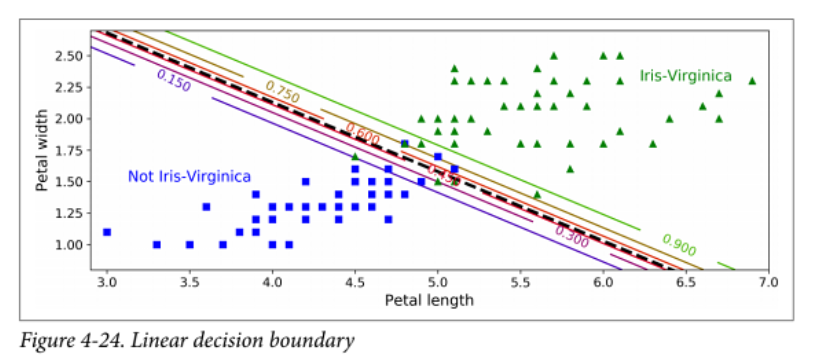 2.50
2.25
2.00
1.75
1.50
1.25
1.00
Petal width
0.150
0.750
0.600
0.300
0.900
Iris-Virginica
Not Iris-Virginica
3.0 3.5 4.0 4.5 5.0 5.5 6.0 6.5 7.0
Petal length
Figure 4-24. Linear decision boundary